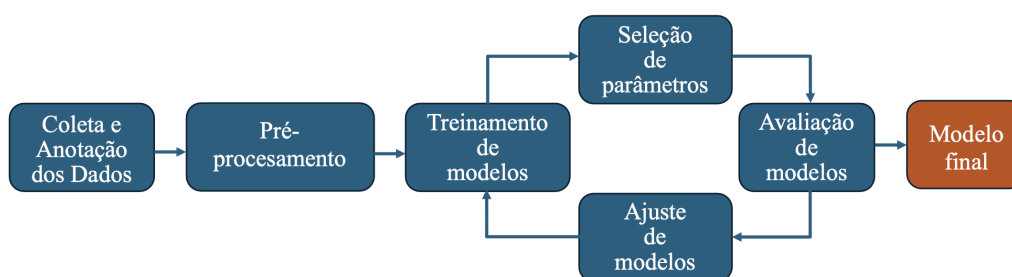 Coleta e
Anotação
dos Dados
Pré-
procesamento
Treinamento
de
modelos
Seleção
de
parâmetros
Avaliação
de
modelos
Ajuste
de
modelos
Modelo
final